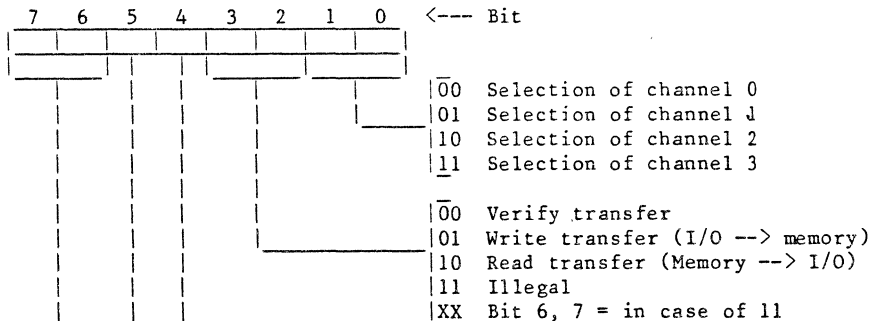 7 6 5 4 3 2 1 0 <--- Bit
00 Selection of channel 0
01 Selection of channel 1
10 Selection of channel 2
11 Selection of channel 3
00 Verify transfer
01 Write transfer (I/O --> memory)
10 Read transfer (Memory --> I/O)
11 Illegal
XX Bit 6, 7 = in case of 11